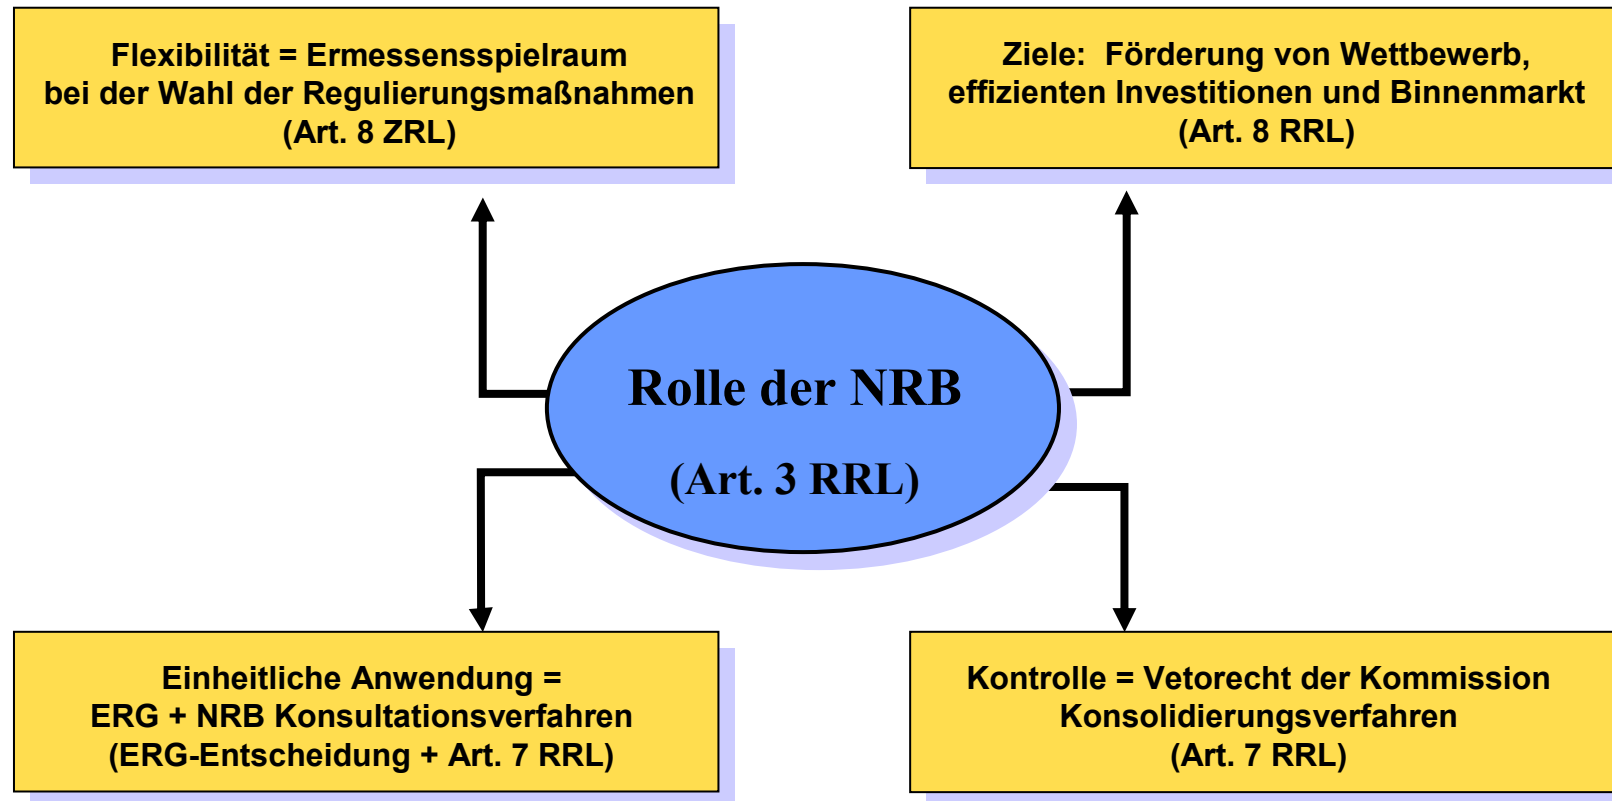 Flexibilität = Ermessensspielraum
bei der Wahl der Regulierungsmaßnahmen
(Art. 8 ZRL)
Ziele:  Förderung von Wettbewerb,
effizienten Investitionen und Binnenmarkt
(Art. 8 RRL)
Rolle der NRB
(Art. 3 RRL)
Einheitliche Anwendung =
ERG + NRB Konsultationsverfahren
(ERG-Entscheidung + Art. 7 RRL)
Kontrolle = Vetorecht der Kommission
Konsolidierungsverfahren
(Art. 7 RRL)